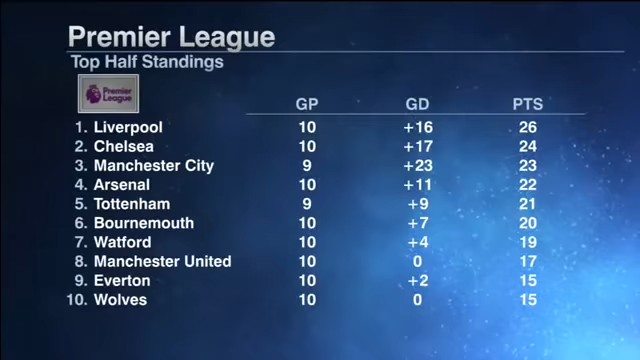 Premier League
Top Half Standings
Premier
League
GP GD PTS
1. Liverpool 10 +16 26
2. Chelsea 10 +17 24
3. Manchester City 9 +23 23
4. Arsenal 10 +11 22
5. Tottenham 9 +9 21
6. Bournemouth 10 +7 20
7. Watford 10 +4 19
8. Manchester United 10 0 17
9. Everton 10 +2 15
10. Wolves 10 0 15